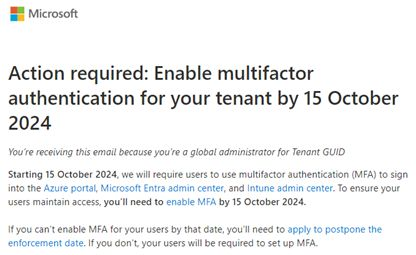 Microsoft
Action required: Enable multifactor
authentication for your tenant by 15 October
2024
You're receiving this email because you're a global administrator for Tenant GUID
Starting 15 October 2024, we will require users to use multifactor authentication (MFA) to sign
into the Azure portal, Microsoft Entra admin center, and Intune admin center. To ensure your
users maintain access, you'll need to enable MFA by 15 October 2024.
If you can't enable MFA for your users by that date, you'll need to apply to postpone the
enforcement date. If you don't, your users will be required to set up MFA.